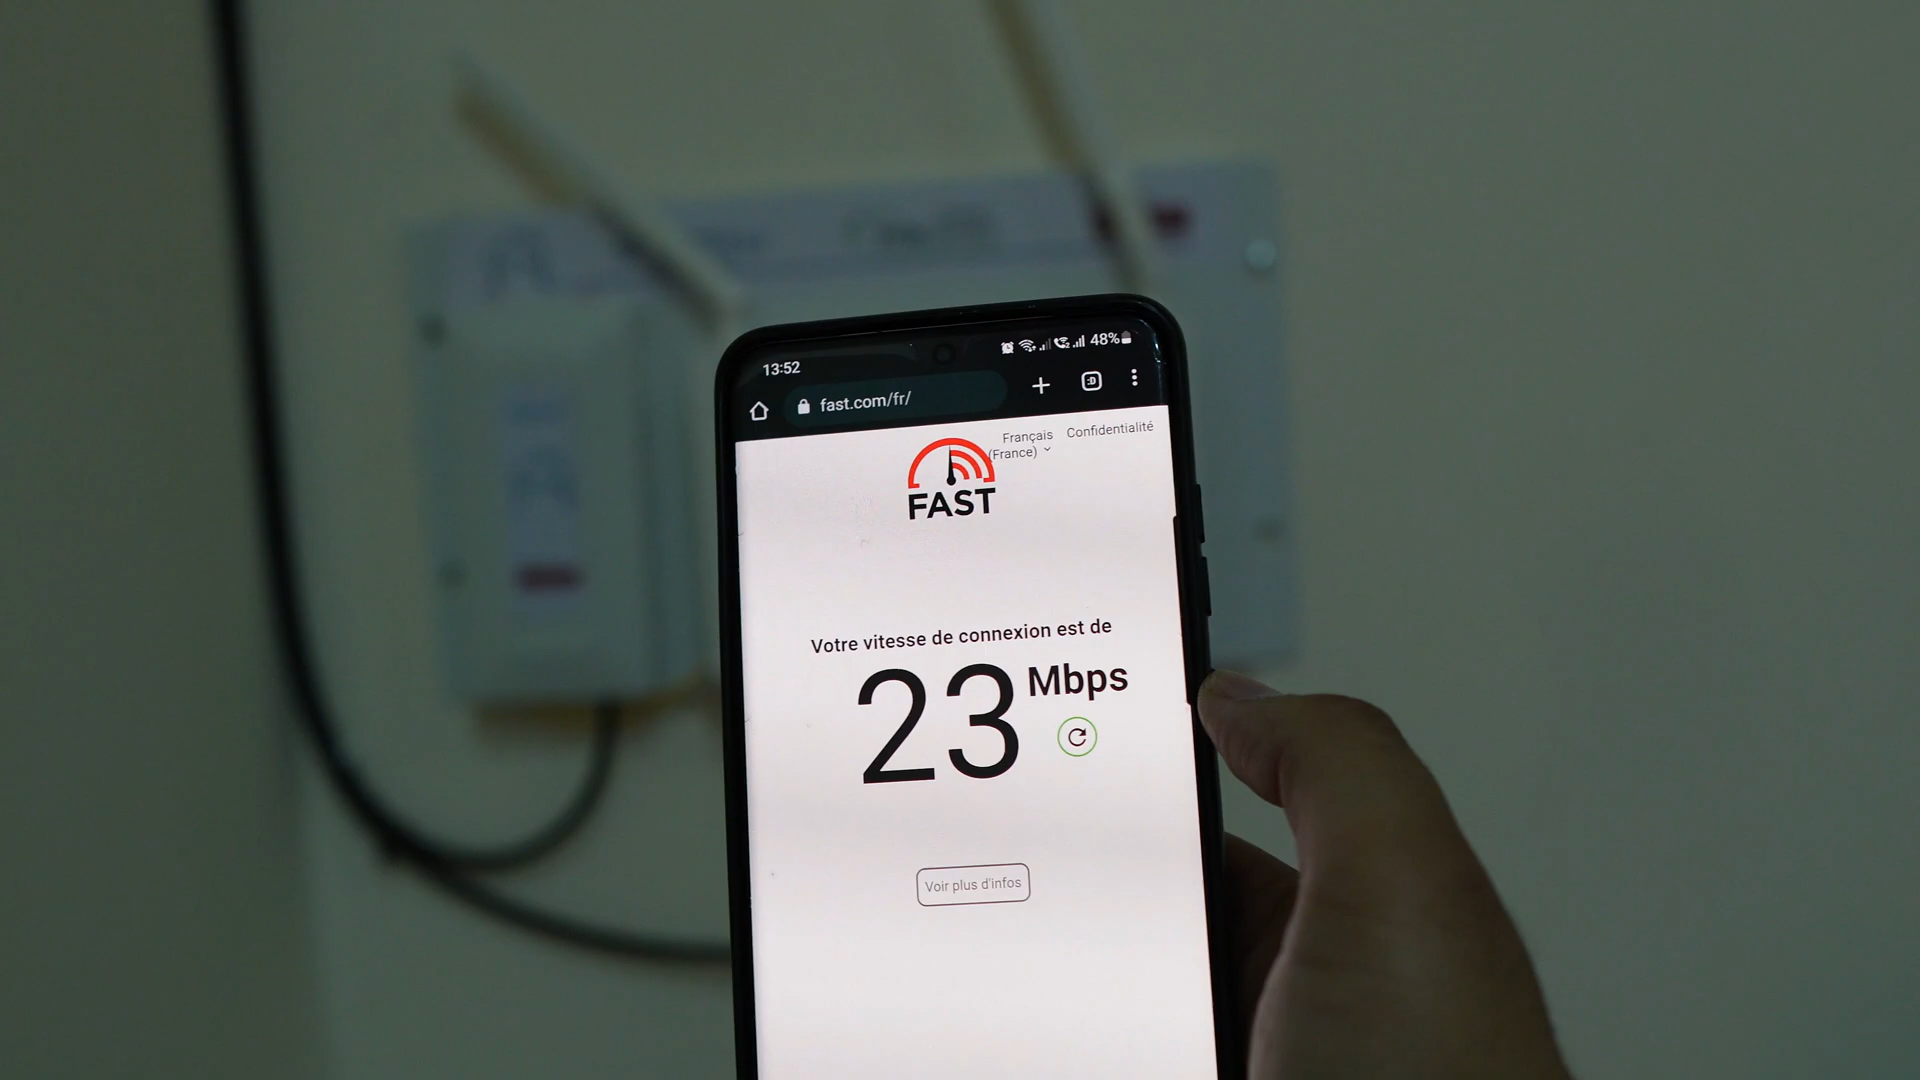 13:52
48%
fast.com/fr/
:D
Français
(France)
Confidentialité
FAST
Votre vitesse de connexion est de
23 Mbps
Voir plus d'infos